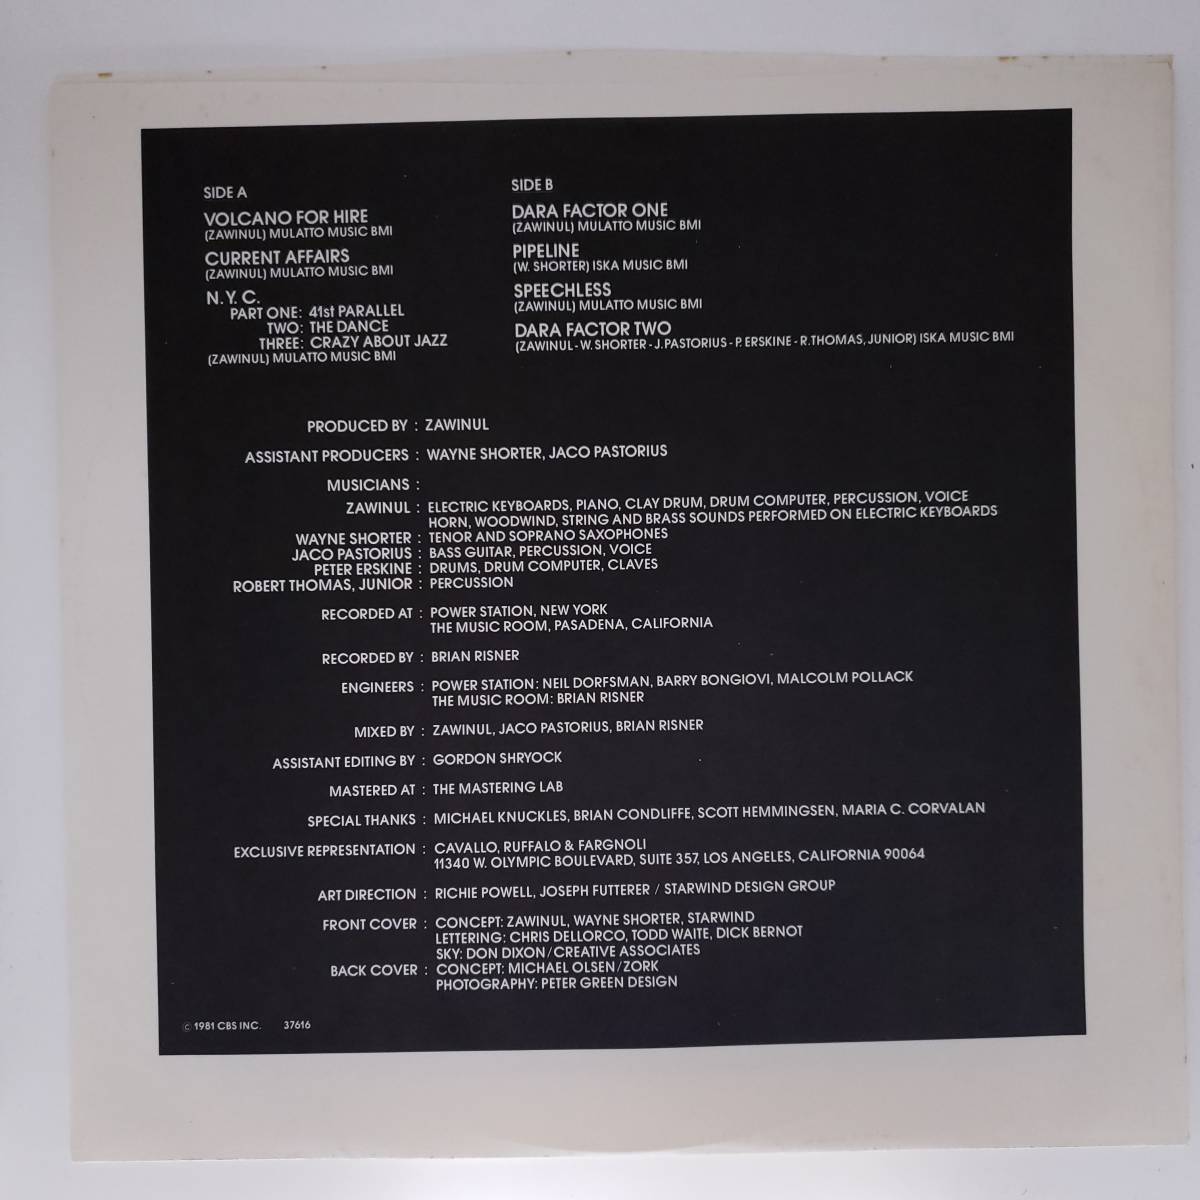 SIDE A
VOLCANO FOR HIRE
(ZAWINUL) MULATTO MUSIC BMI
CURRENT AFFAIRS
(ZAWINUL) MULATTO MUSIC BMI
N.Y.C.
PART ONE: 41st PARALLEL
TWO: THE DANCE
THREE: CRAZY ABOUT JAZZ
(ZAWINUL) MULATTO MUSIC BMI
SIDE B
DARA FACTOR ONE
(ZAWINUL) MULATTO MUSIC BMI
PIPELINE
(W. SHORTER) ISKA MUSIC BMI
SPEECHLESS
(ZAWINUL) MULATTO MUSIC BMI
DARA FACTOR TWO
(ZAWINUL - W. SHORTER - J. PASTORIUS - P. ERSKINE - R. THOMAS, JUNIOR) ISKA MUSIC BMI
PRODUCED BY : ZAWINUL
ASSISTANT PRODUCERS : WAYNE SHORTER, JACO PASTORIUS
MUSICIANS :
ZAWINUL : ELECTRIC KEYBOARDS, PIANO, CLAY DRUM, DRUM COMPUTER, PERCUSSION, VOICE
HORN, WOODWIND, STRING AND BRASS SOUNDS PERFORMED ON ELECTRIC KEYBOARDS
WAYNE SHORTER : TENOR AND SOPRANO SAXOPHONES
JACO PASTORIUS : BASS GUITAR, PERCUSSION, VOICE
PETER ERSKINE : DRUMS, DRUM COMPUTER, CLAVES
ROBERT THOMAS, JUNIOR : PERCUSSION
RECORDED AT : POWER STATION, NEW YORK
THE MUSIC ROOM, PASADENA, CALIFORNIA
RECORDED BY : BRIAN RISNER
ENGINEERS : POWER STATION: NEIL DORFSMAN, BARRY BONGIOVI, MALCOLM POLLACK
THE MUSIC ROOM: BRIAN RISNER
MIXED BY : ZAWINUL, JACO PASTORIUS, BRIAN RISNER
ASSISTANT EDITING BY : GORDON SHRYOCK
MASTERED AT : THE MASTERING LAB
SPECIAL THANKS : MICHAEL KNUCKLES, BRIAN CONDLIFFE, SCOTT HEMMINGSEN, MARIA C. CORVALAN
EXCLUSIVE REPRESENTATION : CAVALLO, RUFFALO & FARGNOLI
11340 W. OLYMPIC BOULEVARD, SUITE 357, LOS ANGELES, CALIFORNIA 90064
ART DIRECTION : RICHIE POWELL, JOSEPH FUTTERER / STARWIND DESIGN GROUP
FRONT COVER : CONCEPT: ZAWINUL, WAYNE SHORTER, STARWIND
LETTERING: CHRIS DELLORCO, TODD WAITE, DICK BERNOT
SKY: DON DIXON/CREATIVE ASSOCIATES
BACK COVER : CONCEPT: MICHAEL OLSEN/ZORK
PHOTOGRAPHY: PETER GREEN DESIGN
© 1981 CBS INC. 37616